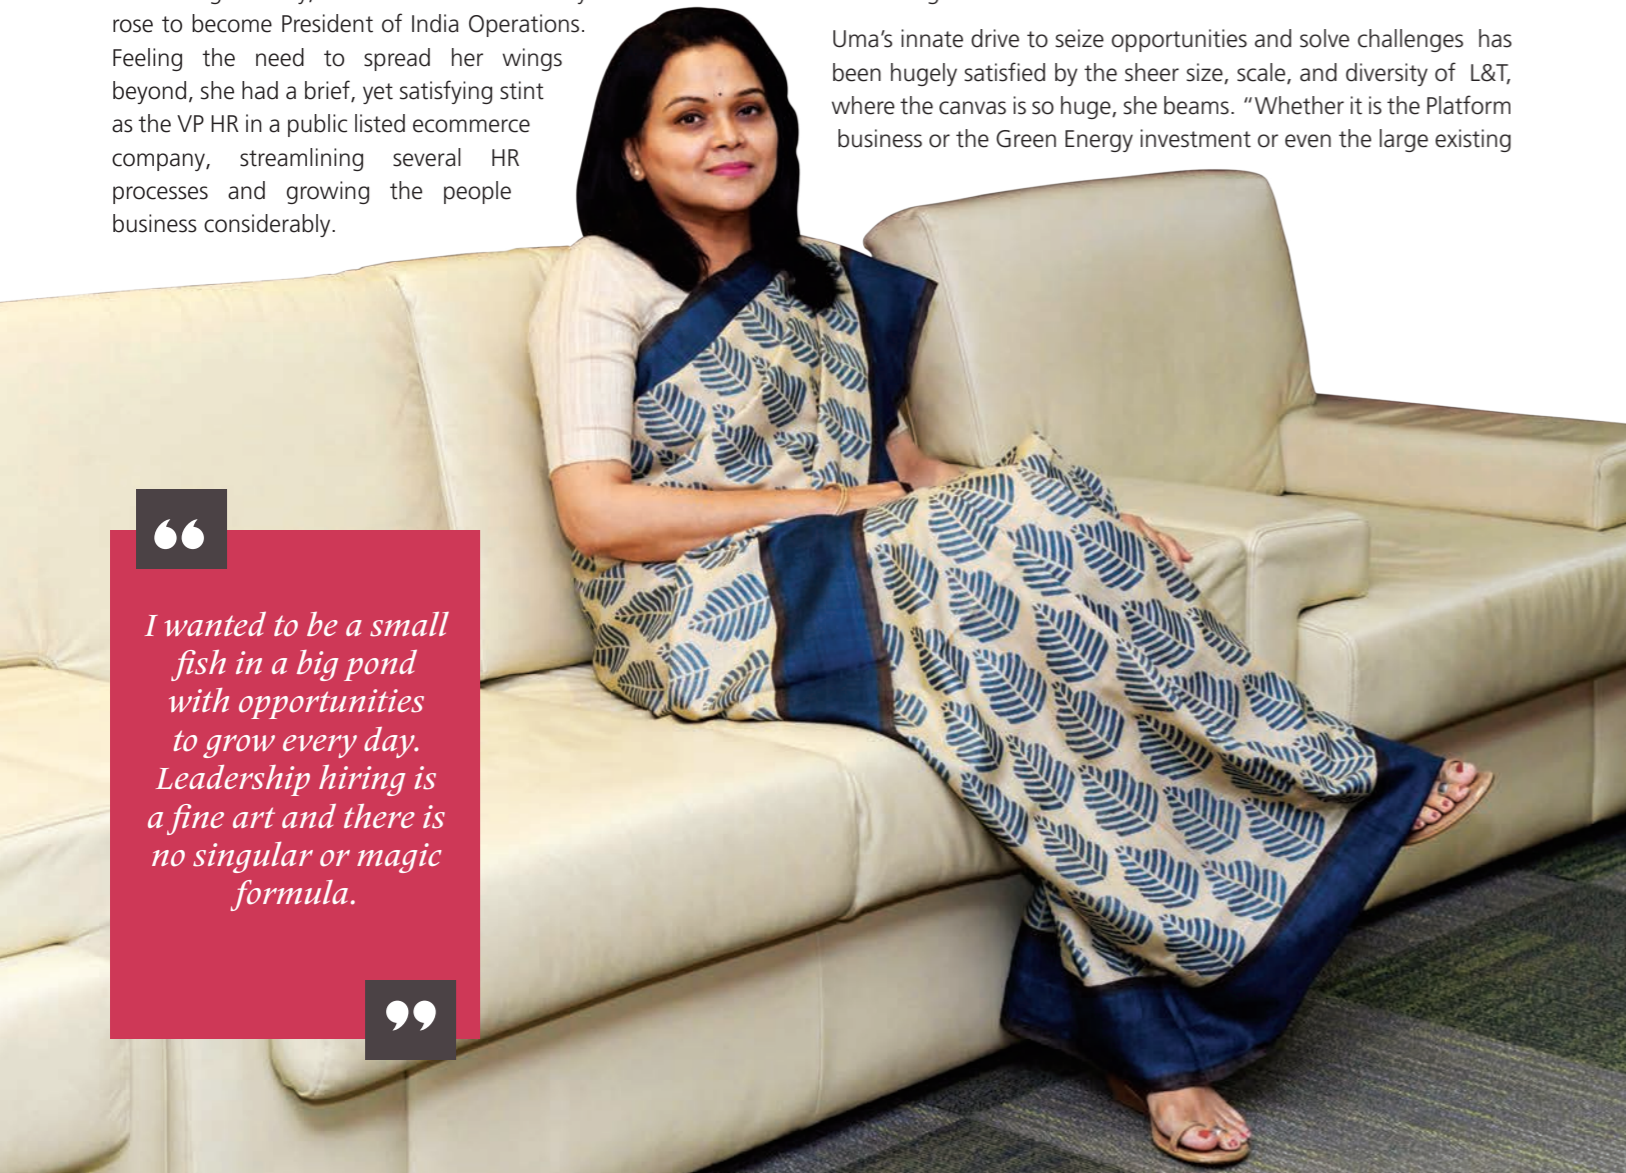 rose to become President of India Operations.
Feeling the need to spread her wings
beyond, she had a brief, yet satisfying stint
as the VP HR in a public listed ecommerce
company, streamlining several HR
processes and growing the people
business considerably.
Uma’s innate drive to seize opportunities and solve challenges has
been hugely satisfied by the sheer size, scale, and diversity of L&T,
where the canvas is so huge, she beams. “Whether it is the Platform
business or the Green Energy investment or even the large existing
“
I wanted to be a small
fish in a big pond
with opportunities
to grow every day.
Leadership hiring is
a fine art and there is
no singular or magic
formula.
”